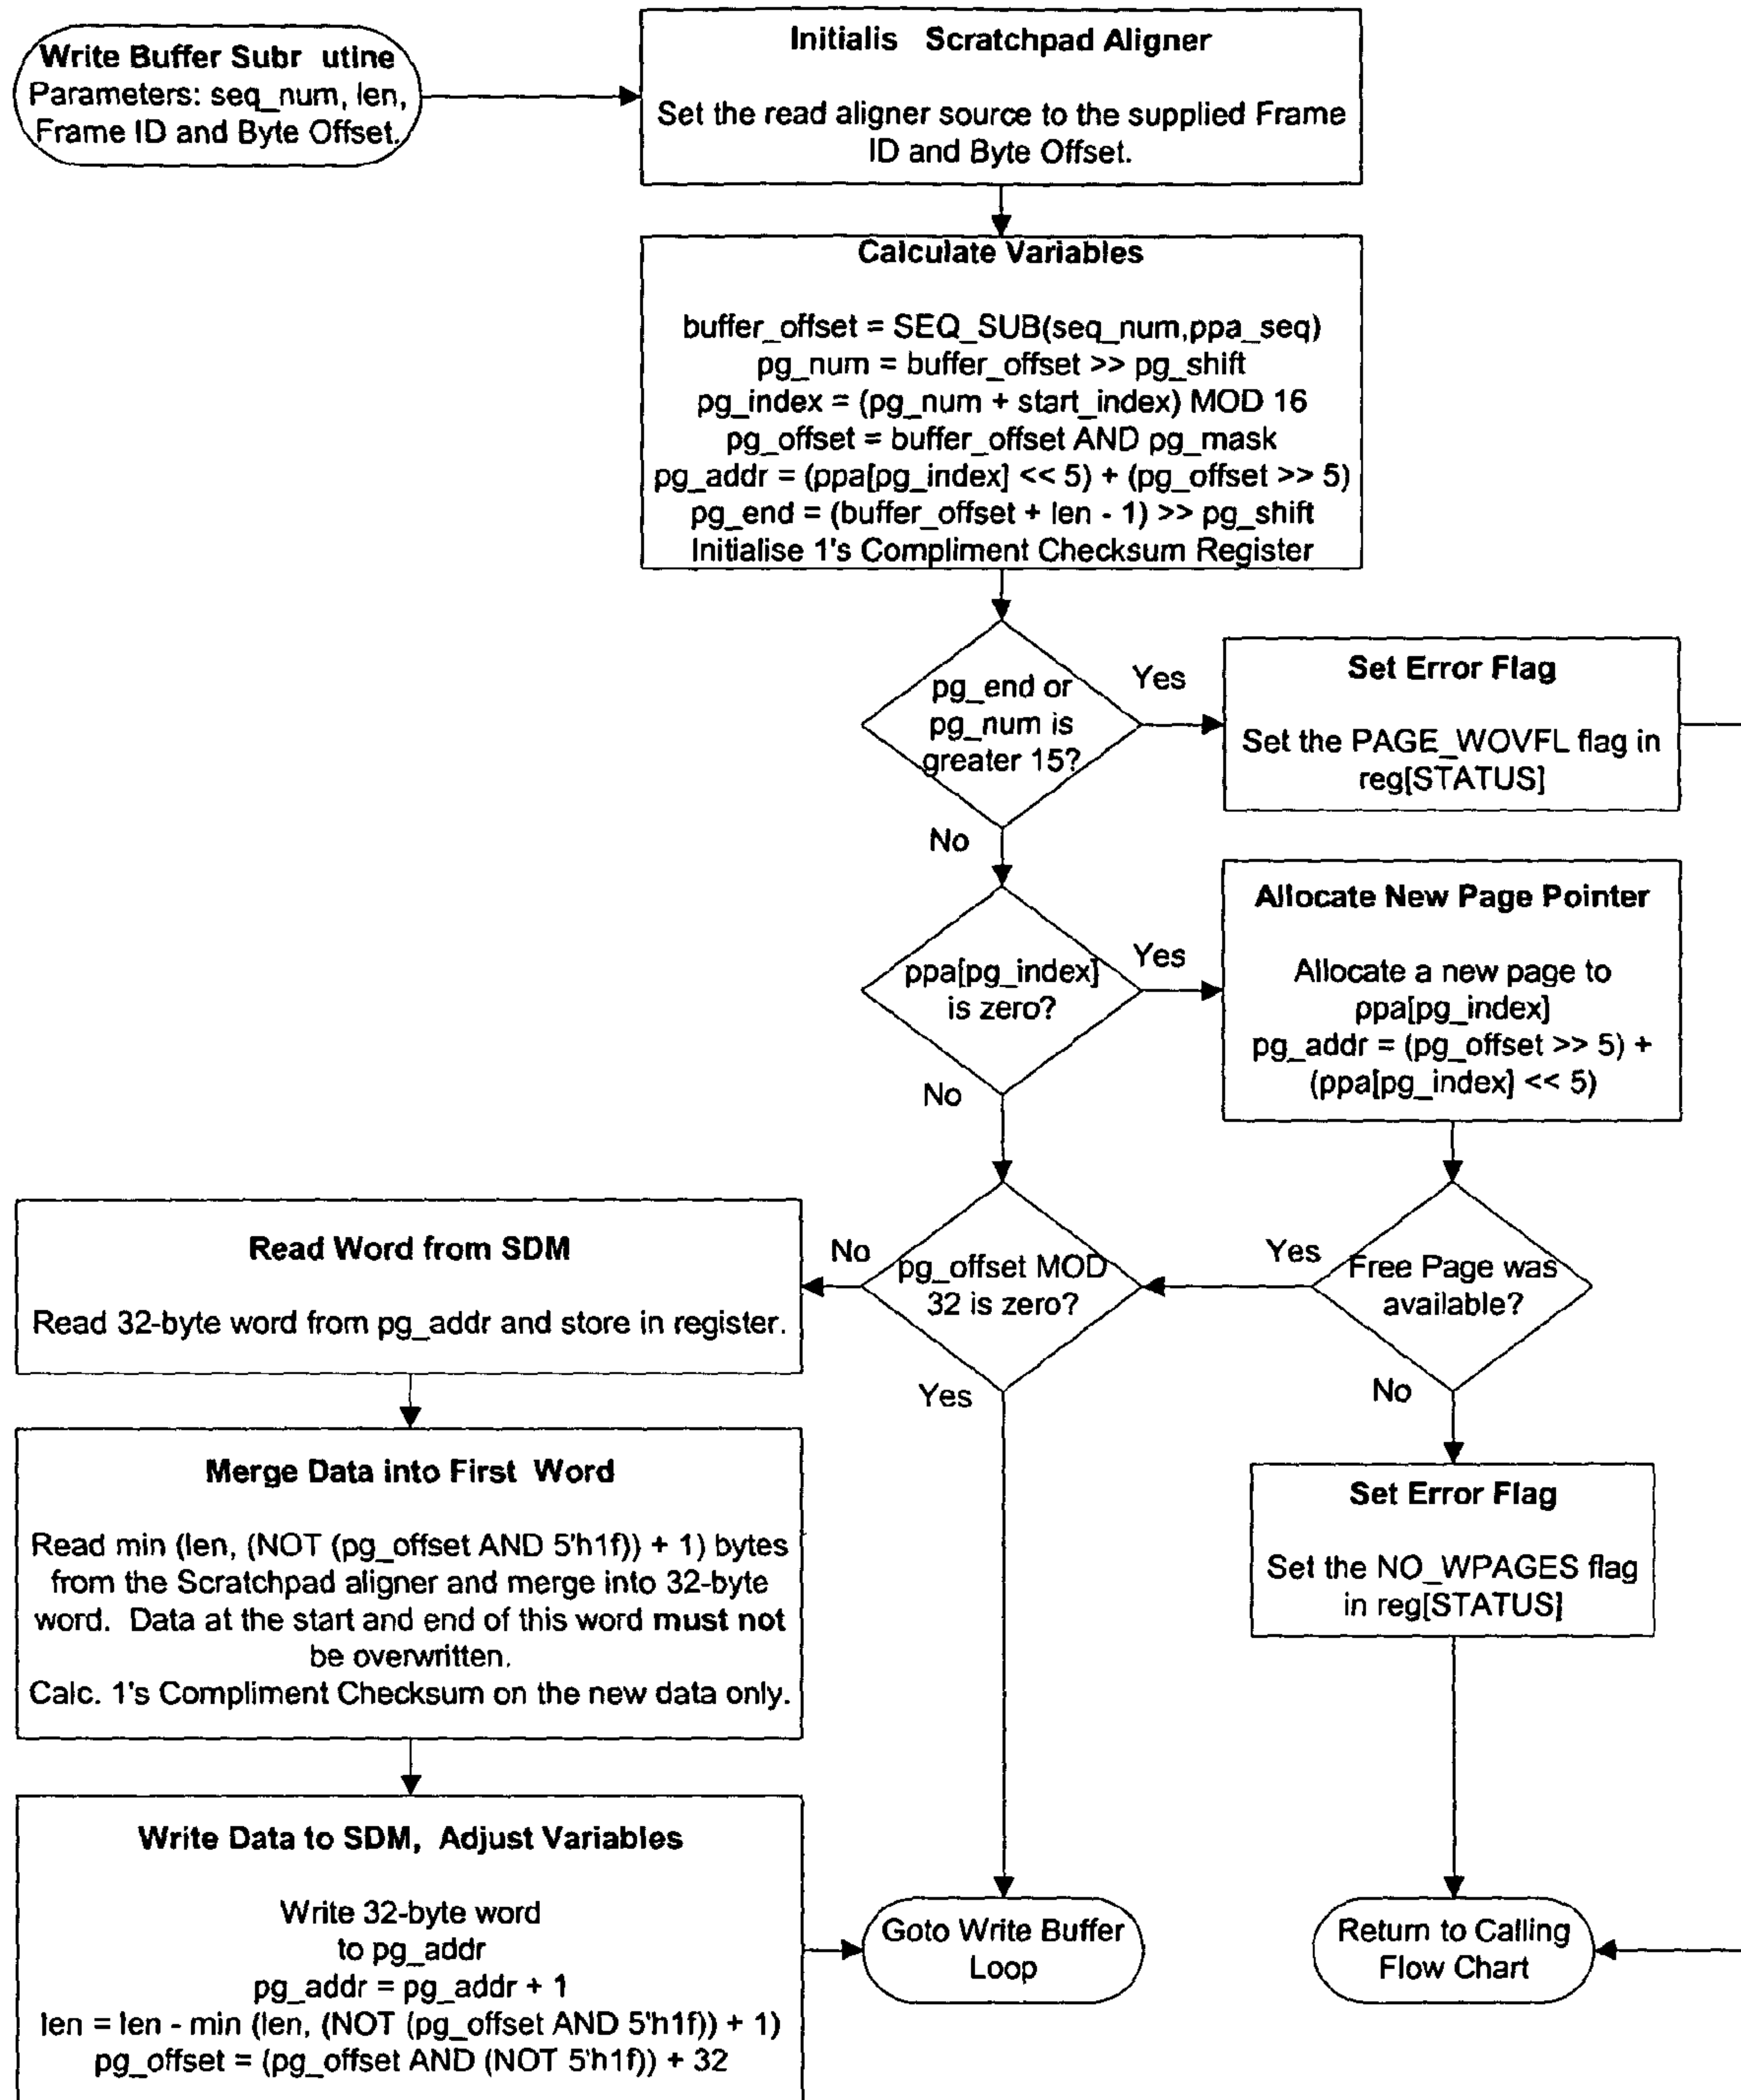 Write Buffer Subr utine
Parameters: seq_num, len,
Frame ID and Byte Offset.
Initialis Scratchpad Aligner
Set the read aligner source to the supplied Frame
ID and Byte Offset.
Calculate Variables
buffer_offset = SEQ_SUB(seq_num,ppa_seq)
pg_num = buffer_offset >> pg_shift
pg_index = (pg_num + start_index) MOD 16
pg_offset = buffer_offset AND pg_mask
pg_addr = (ppa[pg_index] << 5) + (pg_offset >> 5)
pg_end = (buffer_offset + len - 1) >> pg_shift
Initialise 1's Compliment Checksum Register
pg_end or
pg_num is
greater 15?
Yes
No
Set Error Flag
Set the PAGE_WOVFL flag in
reg[STATUS]
ppa[pg_index]
is zero?
Yes
No
Allocate New Page Pointer
Allocate a new page to
ppa[pg_index]
pg_addr = (pg_offset >> 5) +
(ppa[pg_index] << 5)
Free Page was
available?
Yes
No
pg_offset MOD
32 is zero?
No
Yes
Read Word from SDM
Read 32-byte word from pg_addr and store in register.
Merge Data into First Word
Read min (len, (NOT (pg_offset AND 5'h1f)) + 1) bytes
from the Scratchpad aligner and merge into 32-byte
word. Data at the start and end of this word must not
be overwritten.
Calc. 1's Compliment Checksum on the new data only.
Set Error Flag
Set the NO_WPAGES flag
in reg[STATUS]
Write Data to SDM, Adjust Variables
Write 32-byte word
to pg_addr
pg_addr = pg_addr + 1
len = len - min (len, (NOT (pg_offset AND 5'h1f)) + 1)
pg_offset = (pg_offset AND (NOT 5'h1f)) + 32
Goto Write Buffer
Loop
Return to Calling
Flow Chart